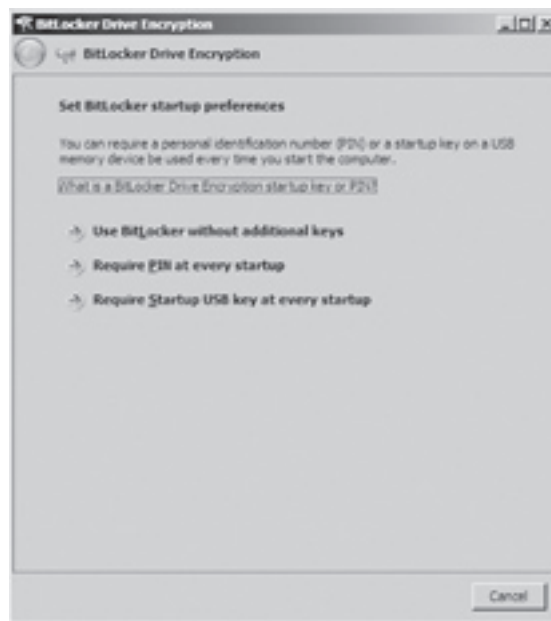 BitLocker Drive Encryption
BitLocker Drive Encryption
Set BitLocker startup preferences
You can require a personal identification number (PIN) or a startup key on a USB
memory device be used every time you start the computer.
What is a BitLocker Drive Encryption startup key or PIN?
Use BitLocker without additional keys
Require PIN at every startup
Require Startup USB key at every startup
Cancel